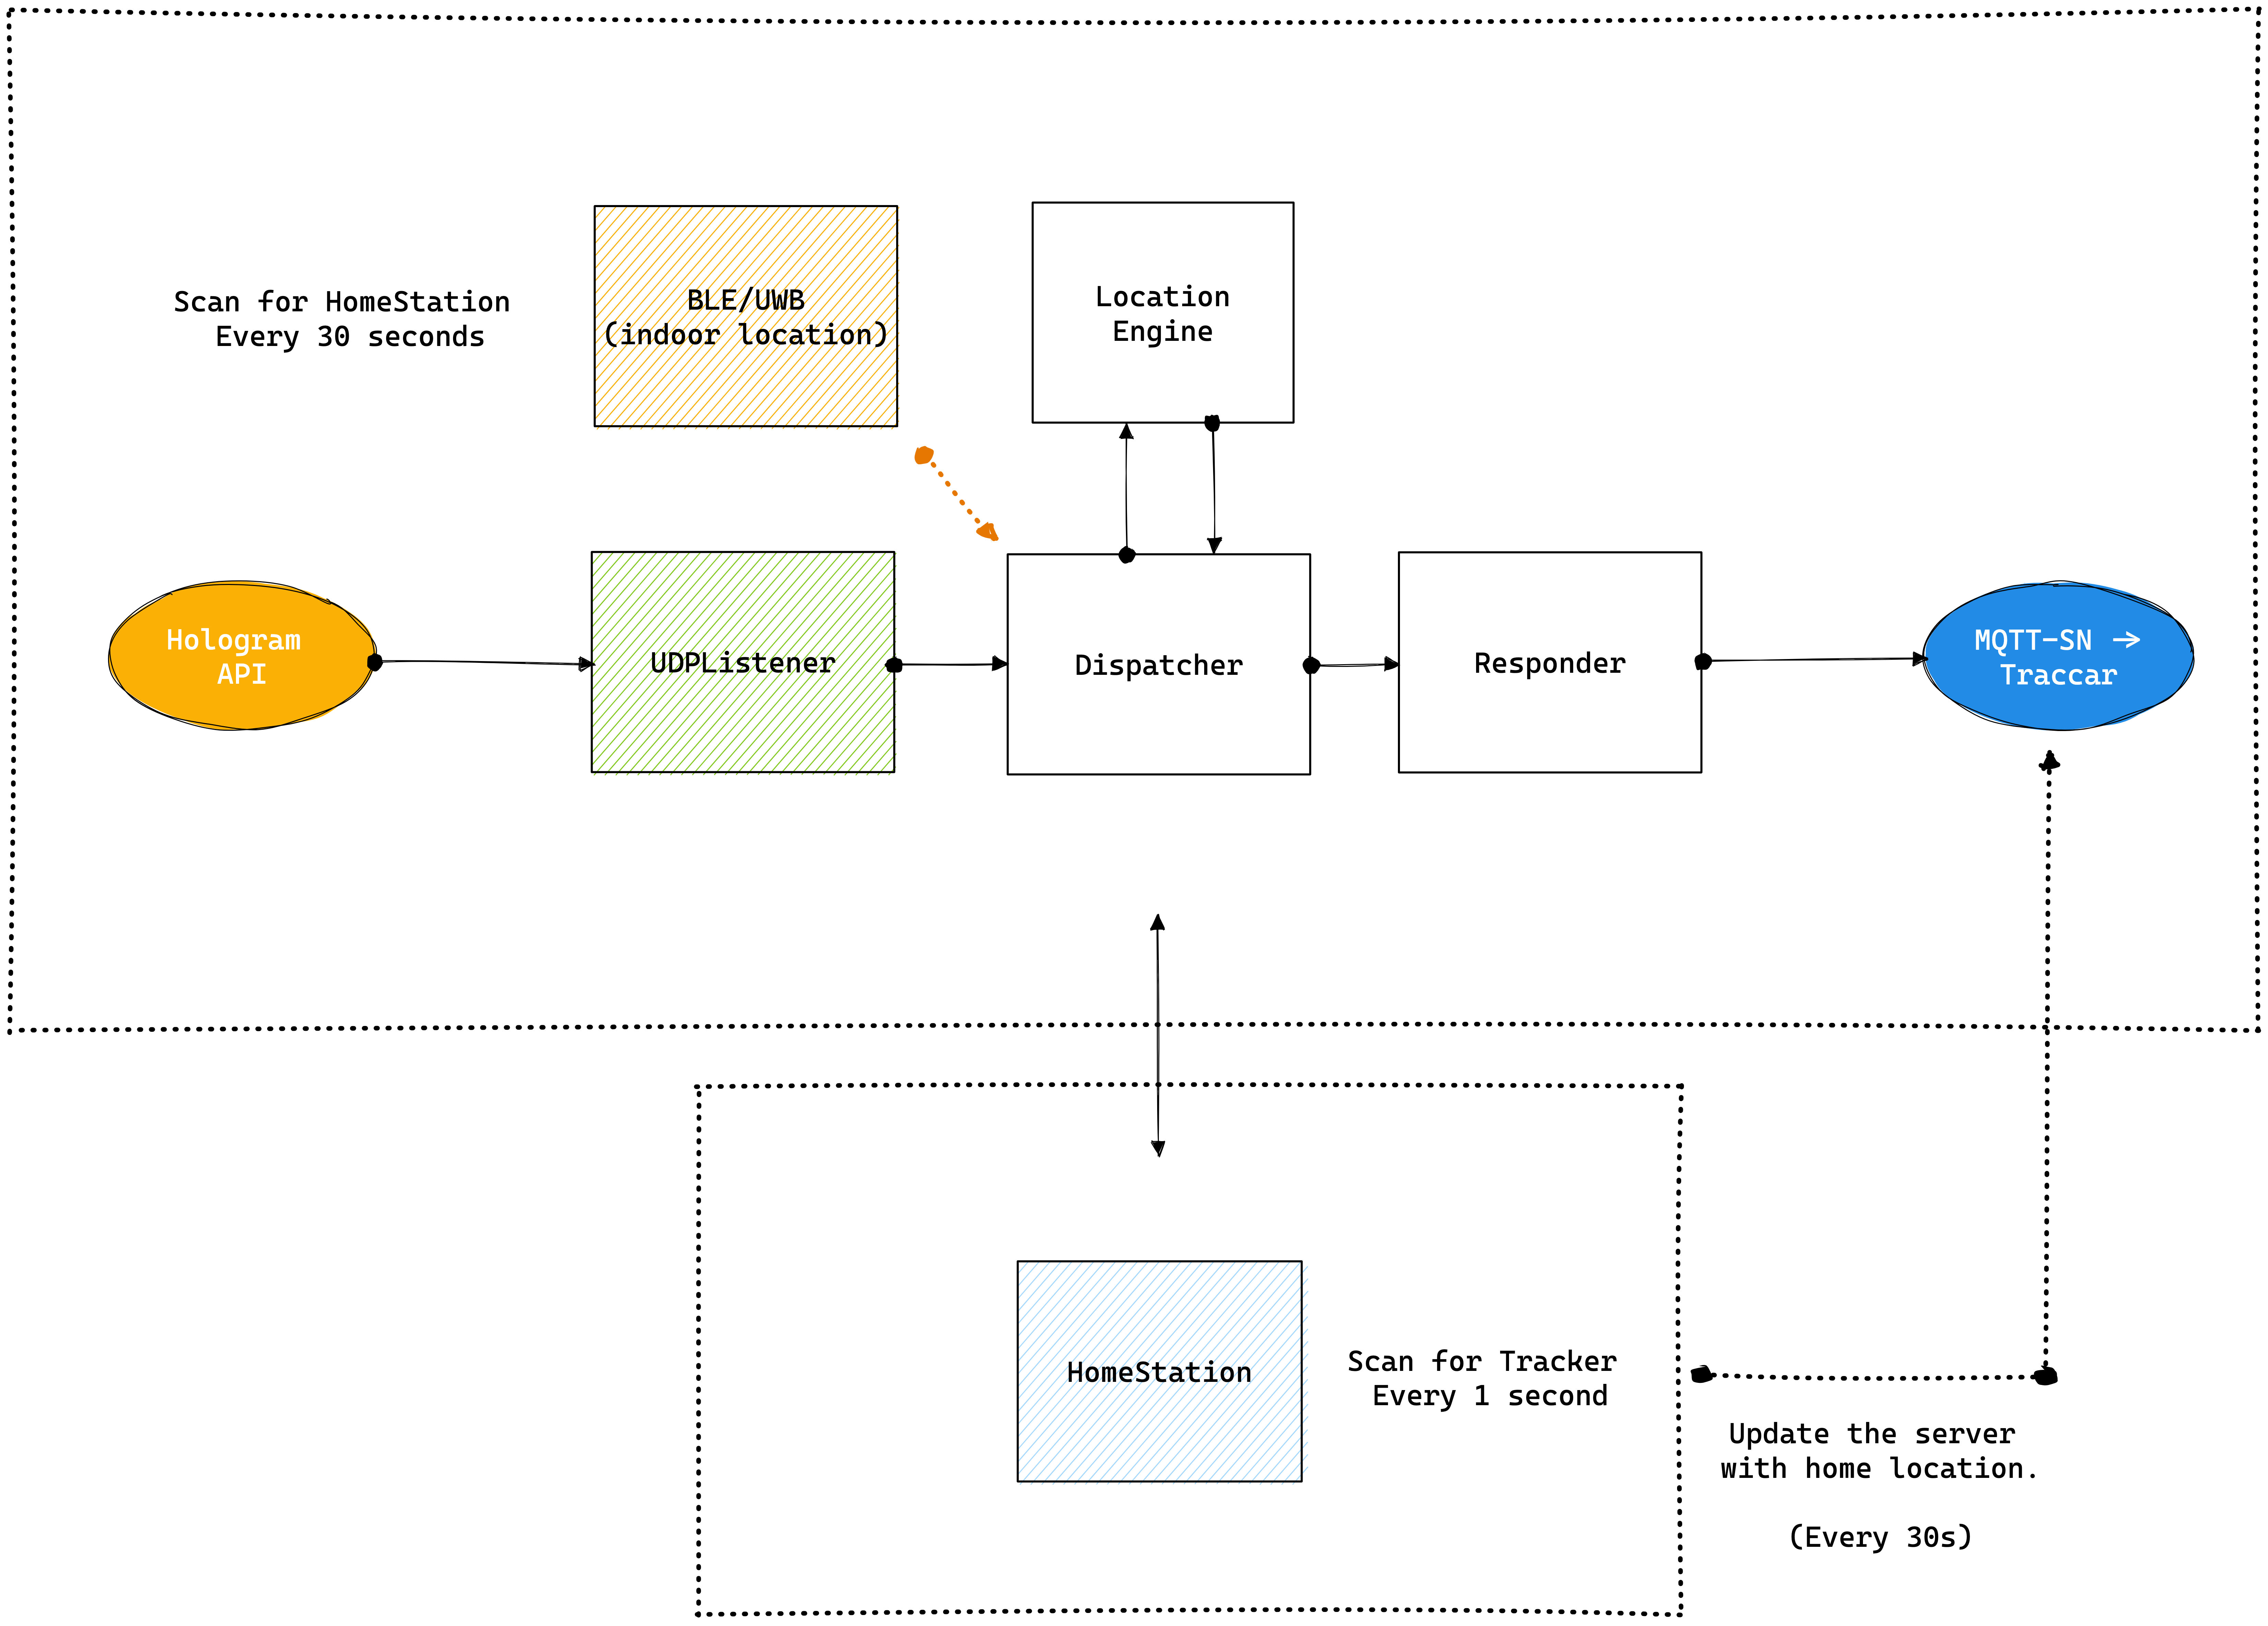 Scan for HomeStation
Every 30 seconds
BLE/UWB
(indoor location)
Location
Engine
Hologram
API
UDPListener
Dispatcher
Responder
MQTT-SN →
Traccar
HomeStation
Scan for Tracker
Every 1 second
Update the server
with home location.
(Every 30s)